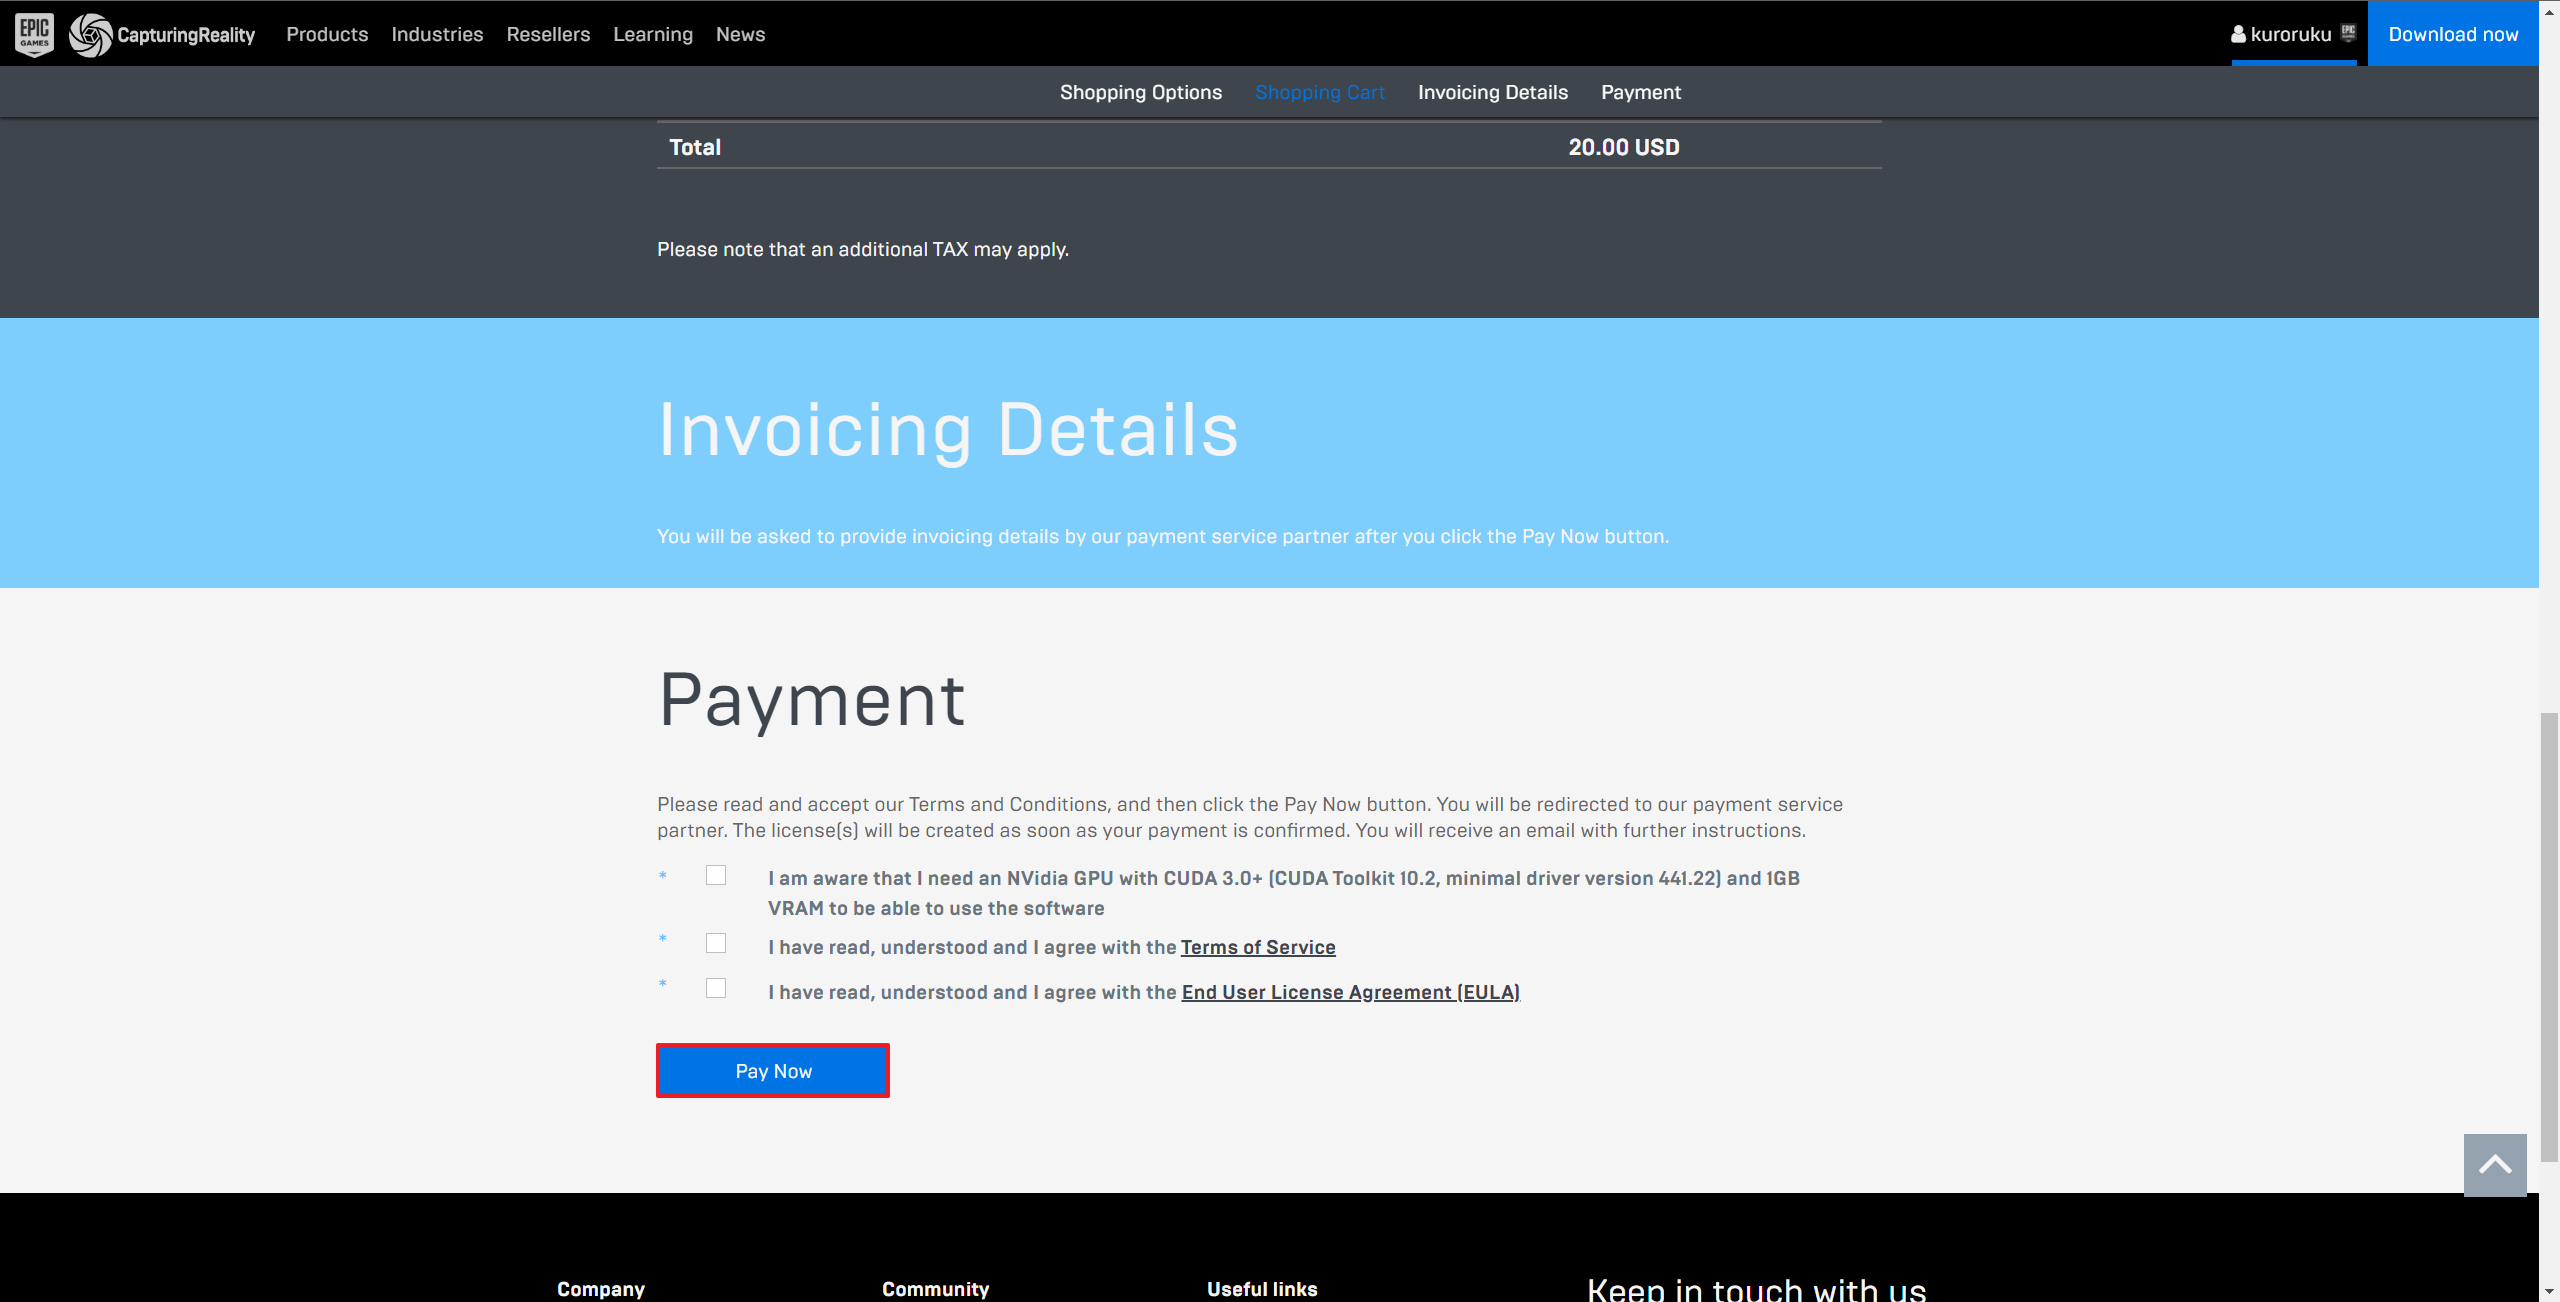 EPIC GAMES
CapturingReality
Products
Industries
Resellers
Learning
News
kuroruku
EPIC GAMES
Download now
Shopping Options
Shopping Cart
Invoicing Details
Payment
Total 20.00 USD
Please note that an additional TAX may apply.
Invoicing Details
You will be asked to provide invoicing details by our payment service partner after you click the Pay Now button.
Payment
Please read and accept our Terms and Conditions, and then click the Pay Now button. You will be redirected to our payment service
partner. The license(s) will be created as soon as your payment is confirmed. You will receive an email with further instructions.
* I am aware that I need an NVidia GPU with CUDA 3.0+ (CUDA Toolkit 10.2, minimal driver version 441.22) and 1GB
VRAM to be able to use the software
* I have read, understood and I agree with the Terms of Service
* I have read, understood and I agree with the End User License Agreement (EULA)
Pay Now
Company
Community
Useful links
Keep in touch with us